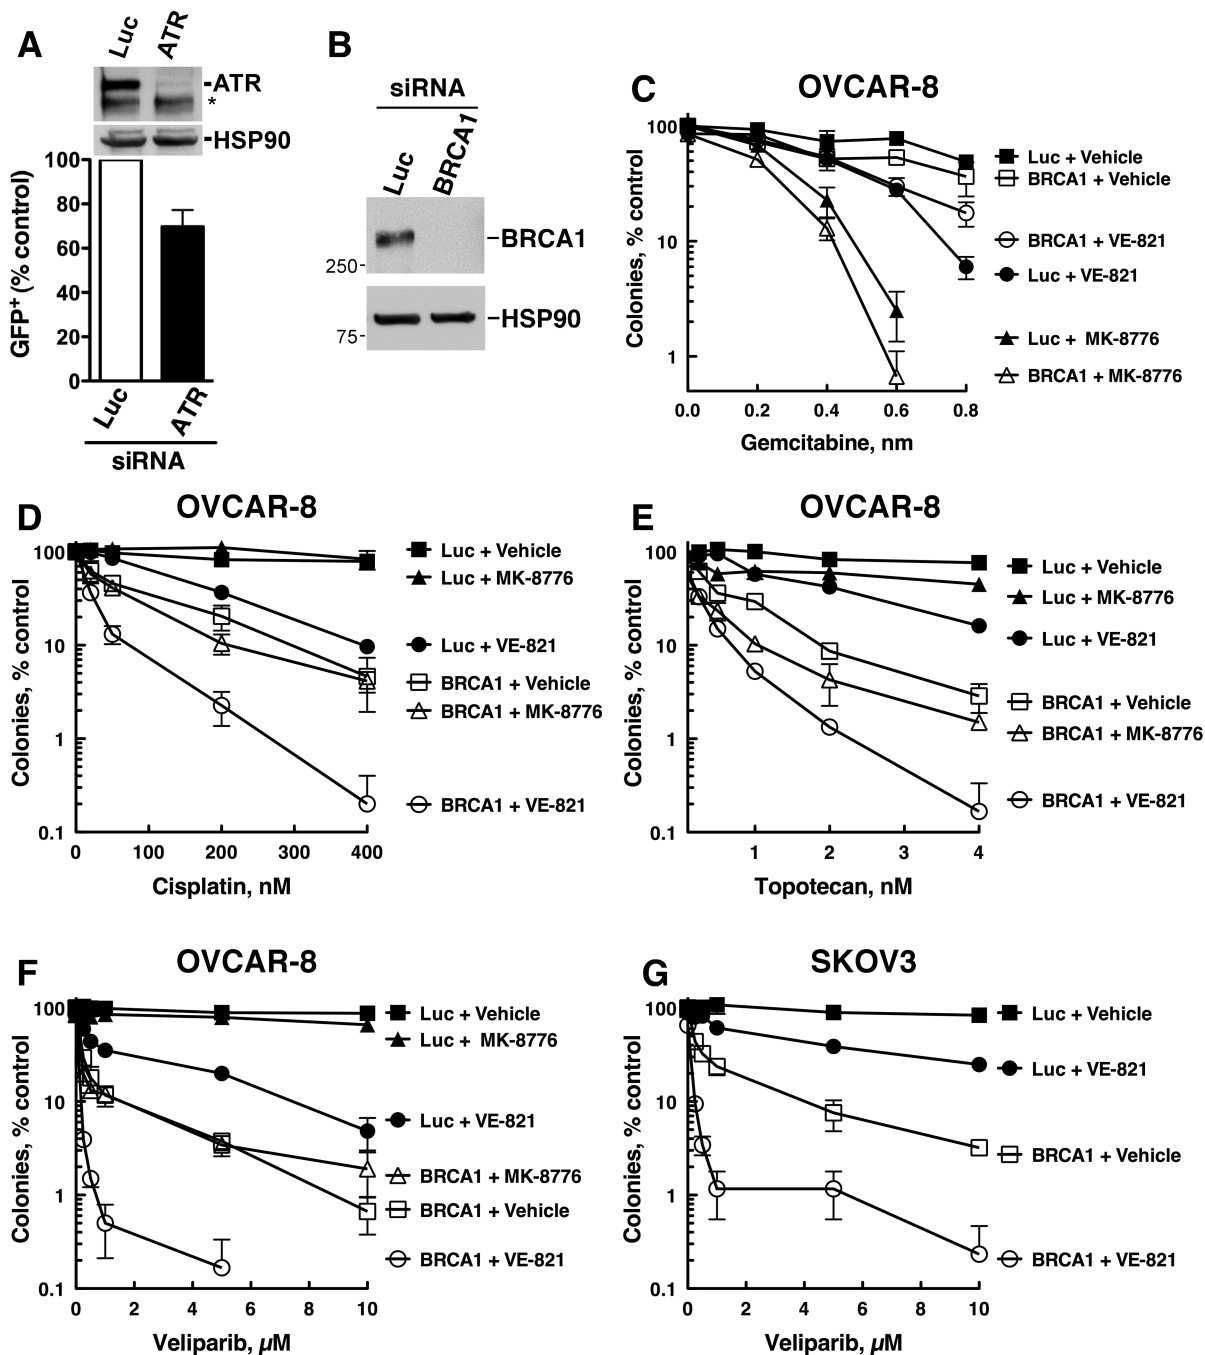 A
Luc
ATR
-ATR
*
-HSP90
100
80
60
40
20
0
GFP+ (% control)
Luc
ATR
siRNA
B
siRNA
Luc
BRCA1
–BRCA1
250-
–HSP90
75-
C
OVCAR-8
Colonies, % control
100
10
1
0.0 0.2 0.4 0.6 0.8
Gemcitabine, nm
Luc + Vehicle
BRCA1 + Vehicle
BRCA1 + VE-821
Luc + VE-821
Luc + MK-8776
BRCA1 + MK-8776
D
OVCAR-8
Colonies, % control
100
10
1
0.1
0 100 200 300 400
Cisplatin, nM
Luc + Vehicle
Luc + MK-8776
Luc + VE-821
BRCA1 + Vehicle
BRCA1 + MK-8776
BRCA1 + VE-821
E
OVCAR-8
Colonies, % control
100
10
1
0.1
1 2 3 4
Topotecan, nM
Luc + Vehicle
Luc + MK-8776
Luc + VE-821
BRCA1 + Vehicle
BRCA1 + MK-8776
BRCA1 + VE-821
F
OVCAR-8
Colonies, % control
100
10
1
0.1
0 2 4 6 8 10
Veliparib, µM
Luc + Vehicle
Luc + MK-8776
Luc + VE-821
BRCA1 + MK-8776
BRCA1 + Vehicle
BRCA1 + VE-821
G
SKOV3
Colonies, % control
100
10
1
0.1
0 2 4 6 8 10
Veliparib, µM
Luc + Vehicle
Luc + VE-821
BRCA1 + Vehicle
BRCA1 + VE-821